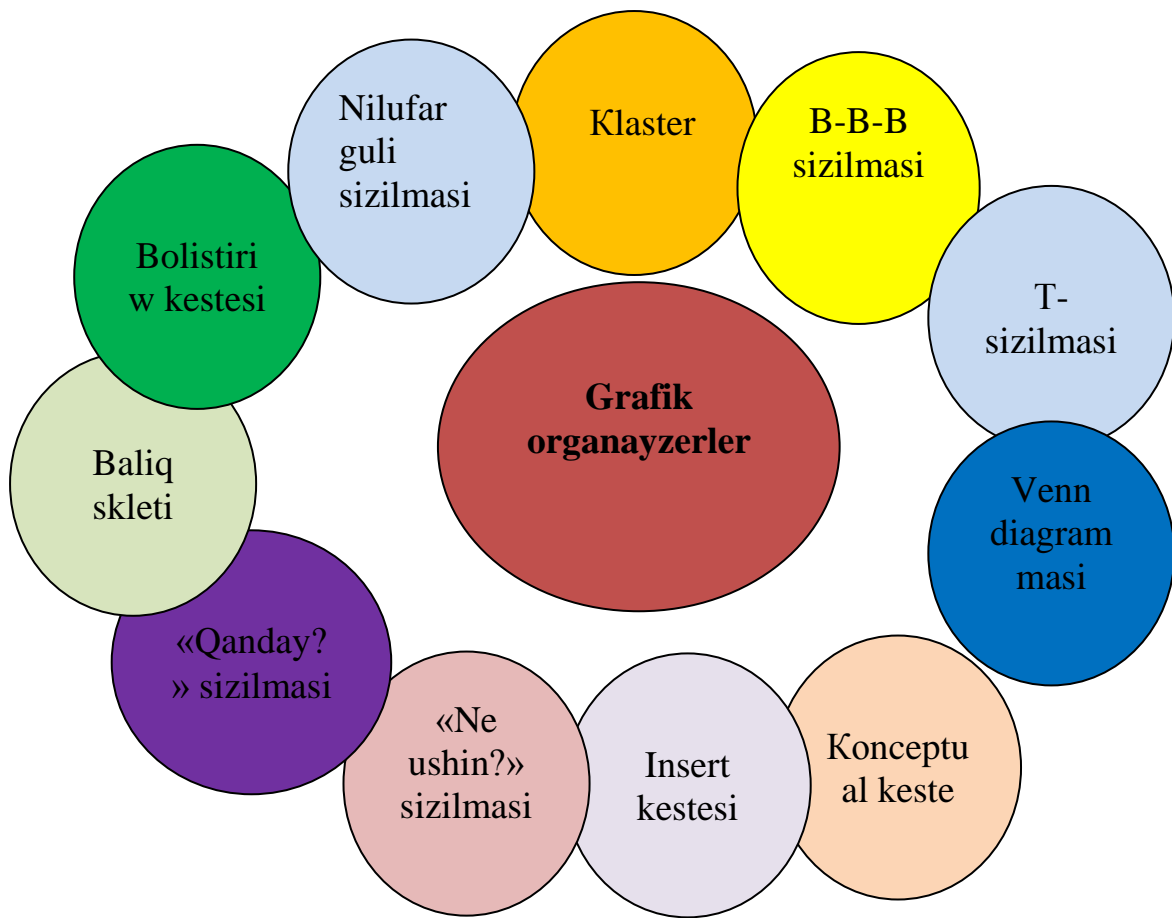 Nilufar
guli
sizilmasi
Klaster
B-B-B
sizilmasi
T-
sizilmasi
Venn
diagram
masi
Konceptu
al keste
Insert
kestesi
«Ne
ushin?»
sizilmasi
«Qanday?
» sizilmasi
Baliq
skleti
Bolistiri
w kestesi
Grafik
organayzerler